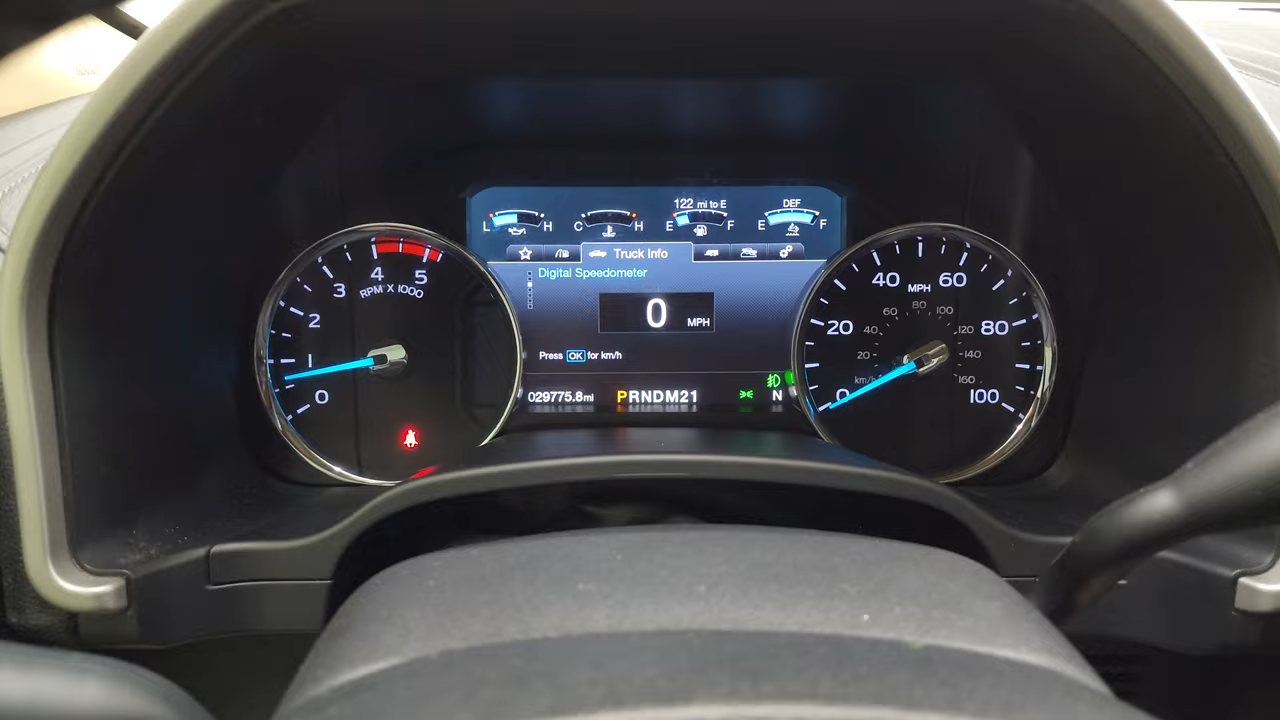 122 mi to E
DEF
L H C H E F E F
Truck Info
Digital Speedometer
0 MPH
Press OK for km/h
029775.8mi PRNDM21 N
0 1 2 3 4 5
RPM X 1000
0 20 40 60 80 100
MPH
km/h 20 40 60 80 100 120 140 160